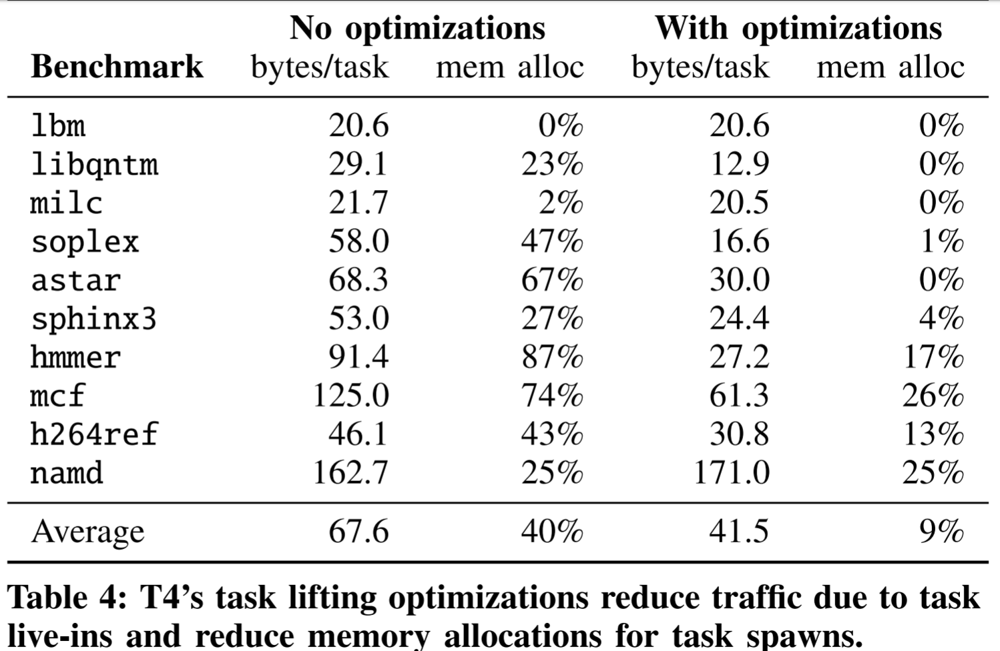 No optimizations With optimizations
Benchmark bytes/task mem alloc bytes/task mem alloc
lbm 20.6 0% 20.6 0%
libqntm 29.1 23% 12.9 0%
milc 21.7 2% 20.5 0%
soplex 58.0 47% 16.6 1%
astar 68.3 67% 30.0 0%
sphinx3 53.0 27% 24.4 4%
hmmer 91.4 87% 27.2 17%
mcf 125.0 74% 61.3 26%
h264ref 46.1 43% 30.8 13%
namd 162.7 25% 171.0 25%
Average 67.6 40% 41.5 9%
Table 4: T4's task lifting optimizations reduce traffic due to task
live-ins and reduce memory allocations for task spawns.